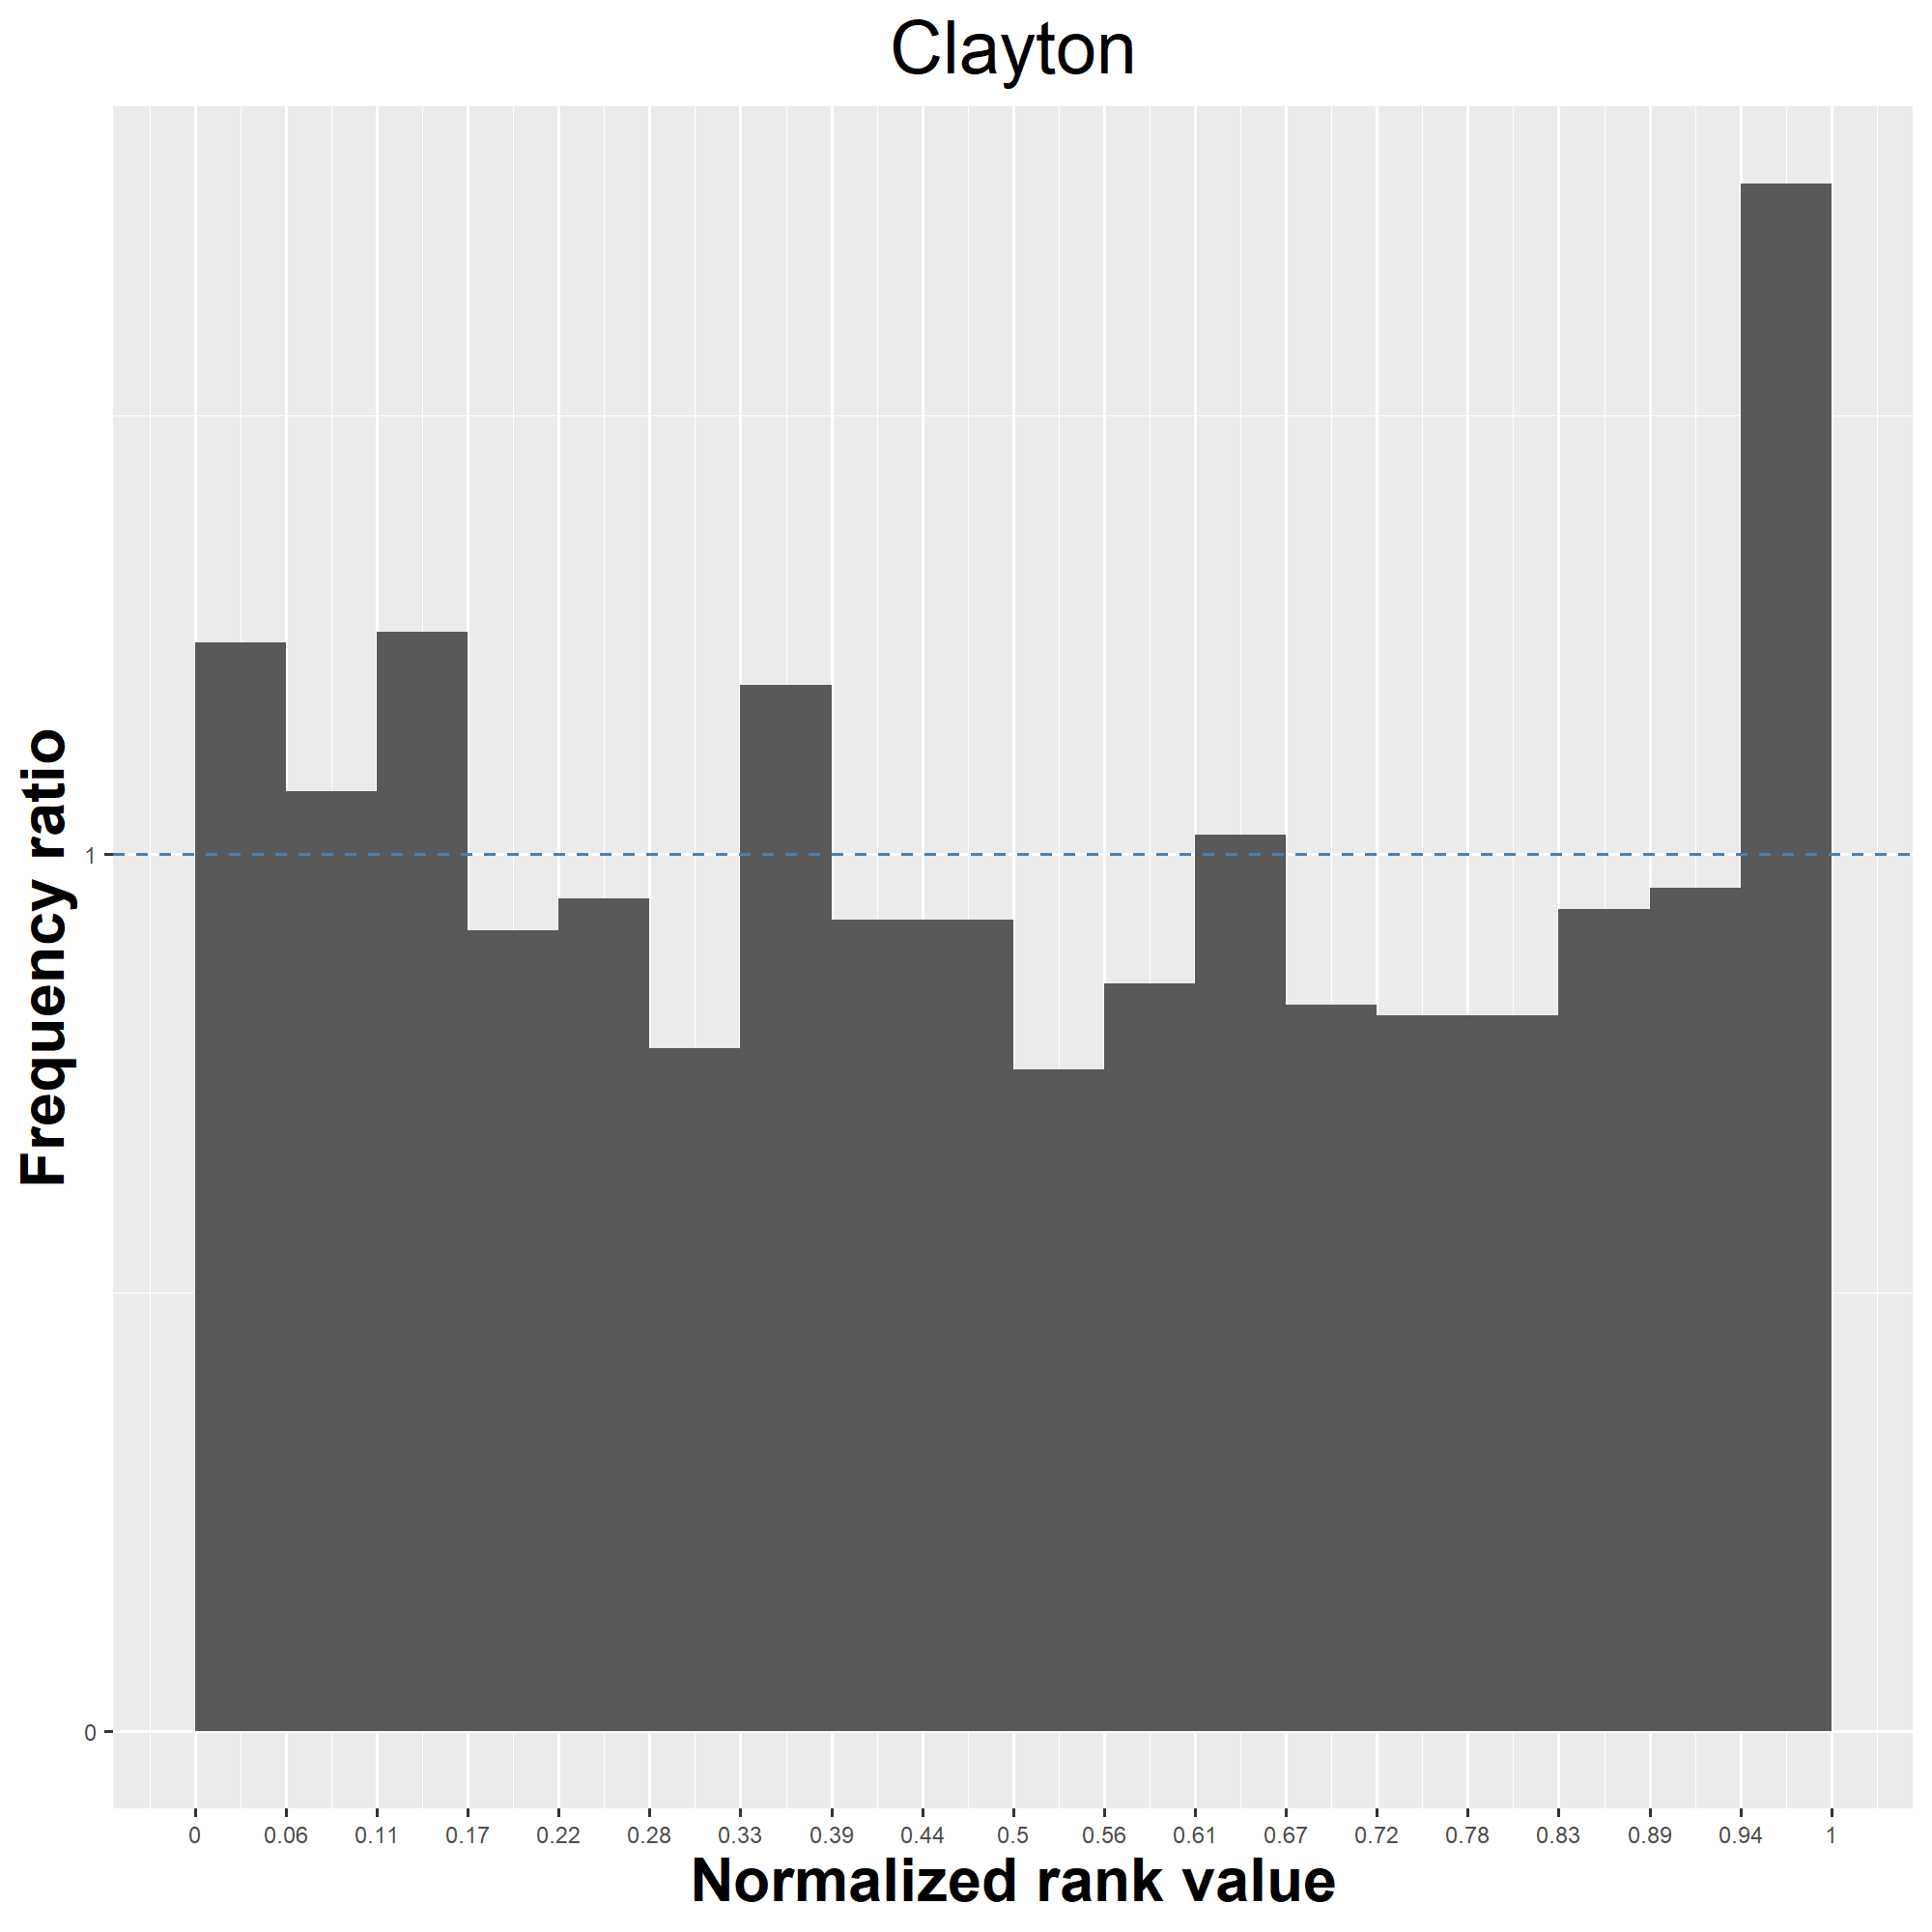 Clayton
Frequency ratio
1
0
0 0.06 0.11 0.17 0.22 0.28 0.33 0.39 0.44 0.5 0.56 0.61 0.67 0.72 0.78 0.83 0.89 0.94 1
Normalized rank value